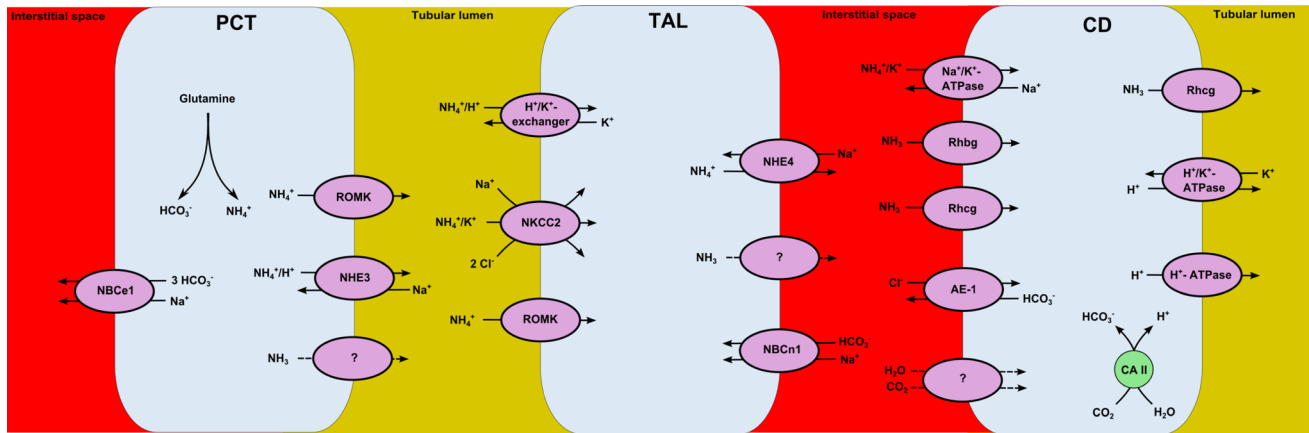 Interstitial space
PCT
Tubular lumen
TAL
Interstitial space
CD
Tubular lumen
Glutamine
HCO₃⁻
NH₄⁺
NBCe1
3 HCO₃⁻
Na⁺
NH₄⁺
ROMK
NH₄⁺/H⁺
NHE3
Na⁺
NH₃
?
NH₄⁺/H⁺
H⁺/K⁺-
exchanger
K⁺
Na⁺
NH₄⁺/K⁺
NKCC2
2 Cl⁻
NH₄⁺
ROMK
NHE4
Na⁺
NH₄⁺
NH₃
?
NBCn1
HCO₃⁻
Na⁺
NH₄⁺/K⁺
Na⁺/K⁺-
ATPase
Na⁺
NH₃
Rhbg
NH₃
Rhcg
Cl⁻
AE-1
HCO₃⁻
H₂O
CO₂
?
NH₃
Rhcg
H⁺/K⁺-
ATPase
K⁺
H⁺
H⁺
H⁺- ATPase
HCO₃⁻
H⁺
CA II
CO₂
H₂O